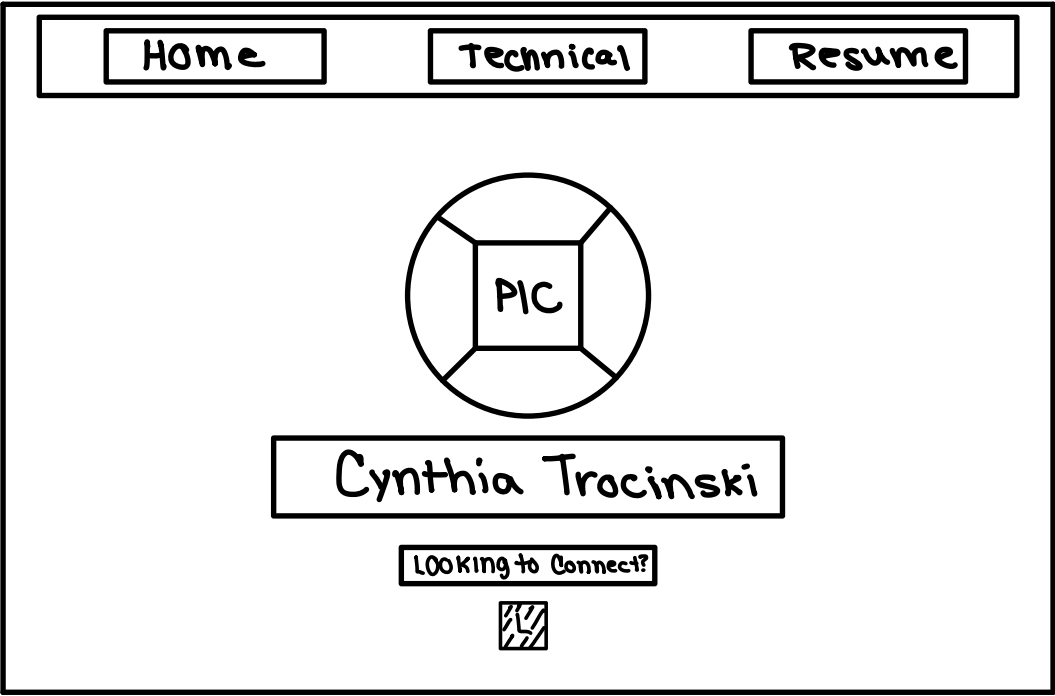 Home
Technical
Resume
PIC
Cynthia Trocinski
Looking to Connect?
L